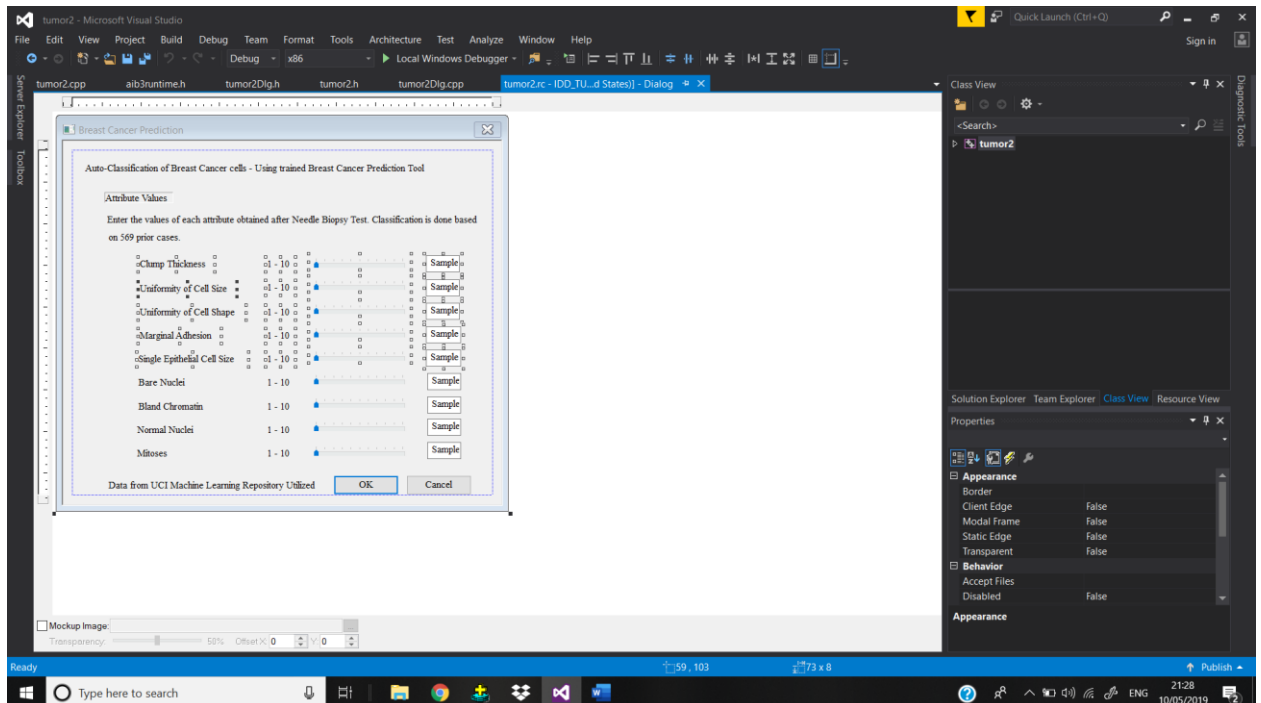 tumor2 - Microsoft Visual Studio
Quick Launch (Ctrl+Q)
File Edit View Project Build Debug Team Format Tools Architecture Test Analyze Window Help
Sign in
Debug x86 Local Windows Debugger
Server Explorer
Toolbox
tumor2.cpp aib3runtime.h tumor2Dlg.h tumor2.h tumor2Dlg.cpp tumor2.rc - IDD_TU...d States)] - Dialog
Breast Cancer Prediction
Auto-Classification of Breast Cancer cells - Using trained Breast Cancer Prediction Tool
Attribute Values
Enter the values of each attribute obtained after Needle Biopsy Test. Classification is done based
on 569 prior cases.
Clump Thickness 1 - 10 Sample
Uniformity of Cell Size 1 - 10 Sample
Uniformity of Cell Shape 1 - 10 Sample
Marginal Adhesion 1 - 10 Sample
Single Epithelial Cell Size 1 - 10 Sample
Bare Nuclei 1 - 10 Sample
Bland Chromatin 1 - 10 Sample
Normal Nuclei 1 - 10 Sample
Mitoses 1 - 10 Sample
Data from UCI Machine Learning Repository Utilized OK Cancel
Mockup Image:
Transparency: 50% Offset X: 0 Y: 0
Class View
<Search>
tumor2
Diagnostic Tools
Solution Explorer Team Explorer Class View Resource View
Properties
Appearance
Border
Client Edge False
Modal Frame False
Static Edge False
Transparent False
Behavior
Accept Files
Disabled False
Appearance
Ready 59, 103 73 x 8 Publish
Type here to search
ENG
21:28
10/05/2019